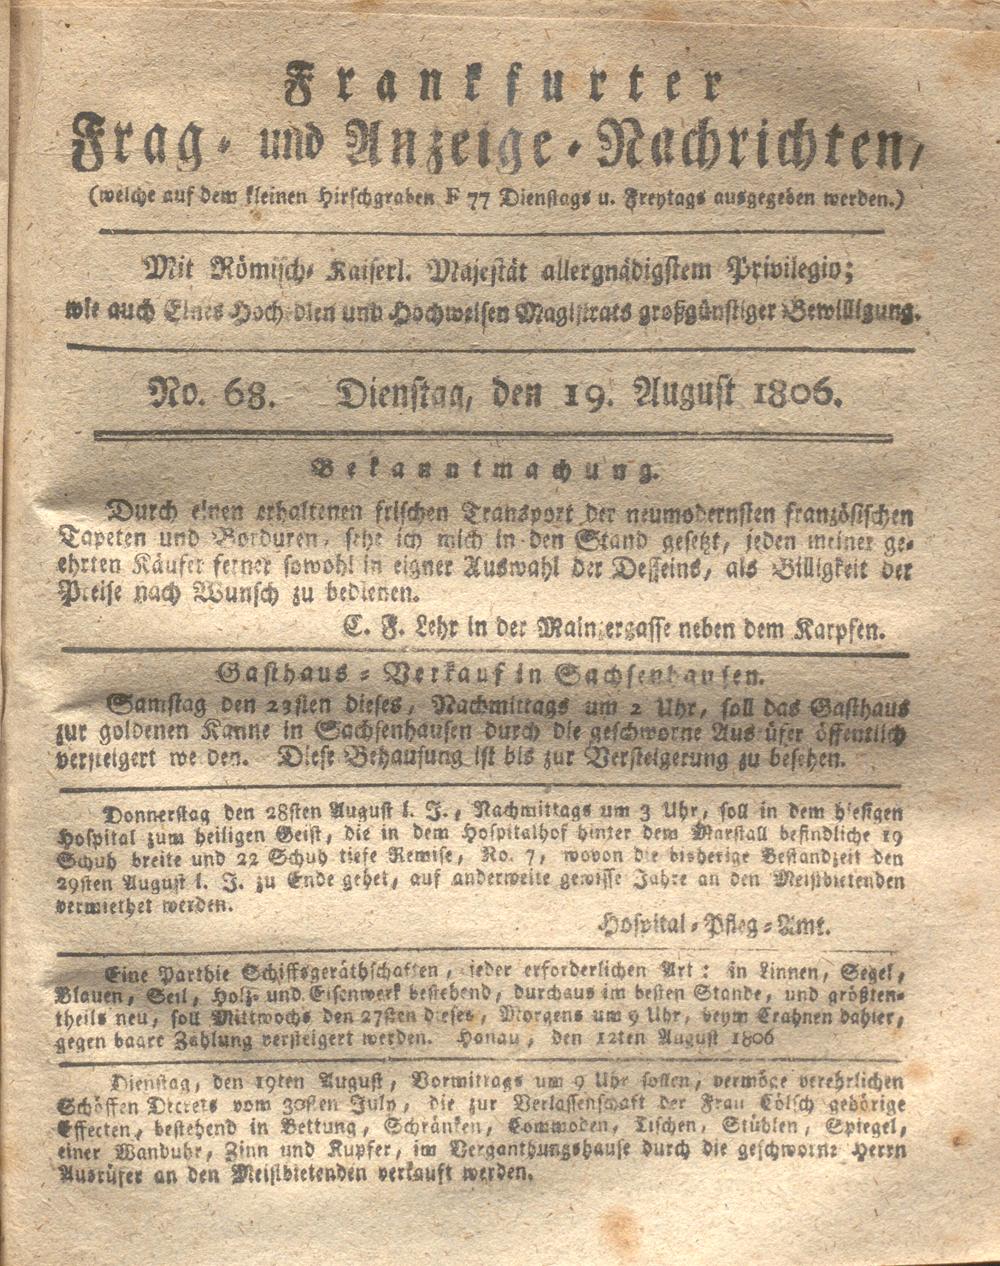 Frankfurter
Frag- und Anzeige-Nachrichten,
(welche auf dem kleinen Hirschgraben F 77 Dienstags u. Freytags ausgegeben werden.)
Mit Römisch- Kaiserl. Majestät allergnädigstem Privilegio;
wie auch Eines Hochedlen und Hochweisen Magistrats großgünstiger Bewilligung.
No. 68. Dienstag, den 19. August 1806.
Bekanntmachung.
Durch einen erhaltenen frischen Transport der neumodernsten französischen
Tapeten und Borduren, sehe ich mich in den Stand gesetzt, jeden meiner ge-
ehrten Käufer ferner sowohl in eigner Auswahl der Desseins, als Billigkeit der
Preise nach Wunsch zu bedienen.
C. F. Lehr in der Mainzergasse neben dem Karpfen.
Gasthaus-Verkauf in Sachsenhausen.
Samstag den 23sten dieses, Nachmittags um 2 Uhr, soll das Gasthaus
zur goldenen Kanne in Sachsenhausen durch die geschworne Ausrüfer öffentlich
versteigert werden. Diese Behausung ist bis zur Versteigerung zu besehen.
Donnerstag den 28sten August l. J., Nachmittags um 3 Uhr, soll in dem hiesigen
Hospital zum heiligen Geist, die in dem Hospitalhof hinter dem Marstall befindliche 19
Schuh breite und 22 Schuh tiefe Remise, No. 7, wovon die bisherige Bestandzeit den
29sten August l. J. zu Ende gehet, auf anderweite gewisse Jahre an den Meistbietenden
vermiethet werden.
Hospital-Pfleg-Amt.
Eine Parthie Schiffsgeräthschaften, jeder erforderlichen Art: in Linnen, Segel,
Blauen, Seil, Holz- und Eisenwerk bestehend, durchaus im besten Stande, und größten-
theils neu, soll Mittwochs den 27sten dieses, Morgens um 9 Uhr, beym Crahnen dahier,
gegen baare Zahlung versteigert werden. Hanau, den 12ten August 1806
Dienstag, den 19ten August, Vormittags um 9 Uhr sollen, vermöge verehrlichen
Schöffen Decrets vom 30sten July, die zur Verlassenschaft der Frau Cölsch gehörige
Effecten, bestehend in Bettung, Schränken, Commoden, Tischen, Stühlen, Spiegel,
einer Wanduhr, Zinn und Kupfer, im Verganthungshause durch die geschworne Herrn
Ausrüfer an den Meistbietenden verkauft werden.